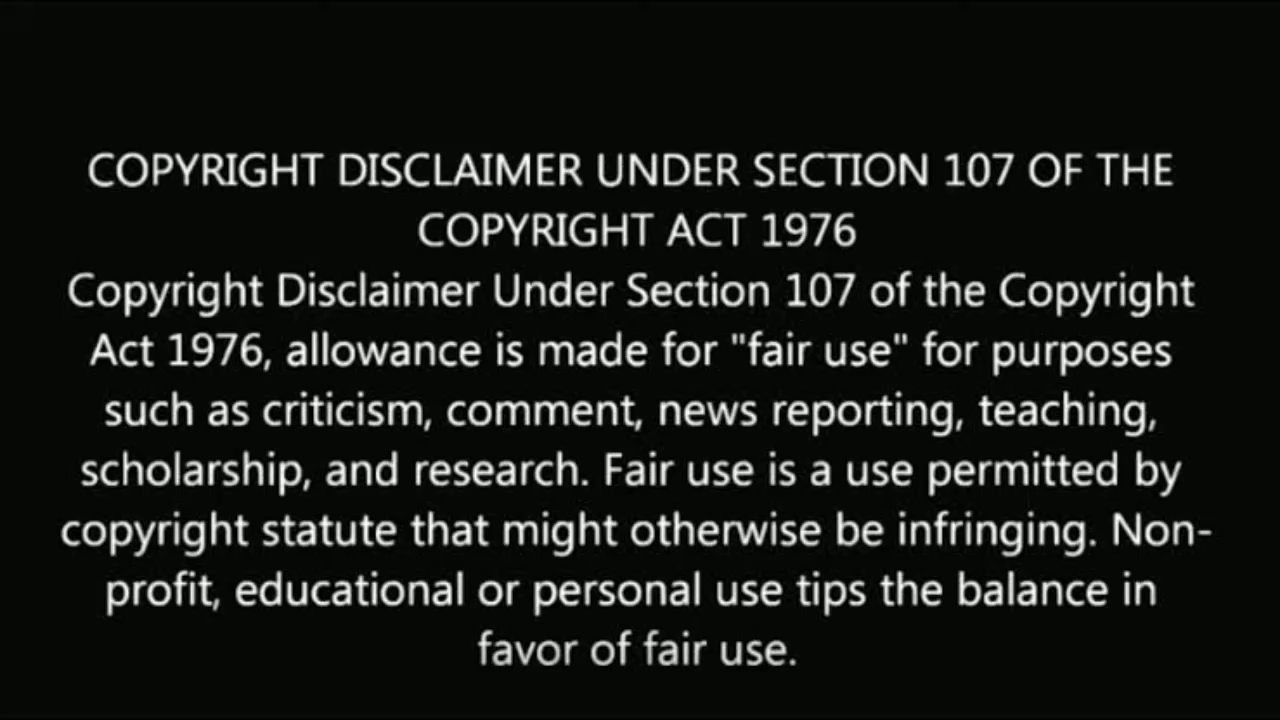 COPYRIGHT DISCLAIMER UNDER SECTION 107 OF THE
COPYRIGHT ACT 1976
Copyright Disclaimer Under Section 107 of the Copyright
Act 1976, allowance is made for "fair use" for purposes
such as criticism, comment, news reporting, teaching,
scholarship, and research. Fair use is a use permitted by
copyright statute that might otherwise be infringing. Non-
profit, educational or personal use tips the balance in
favor of fair use.